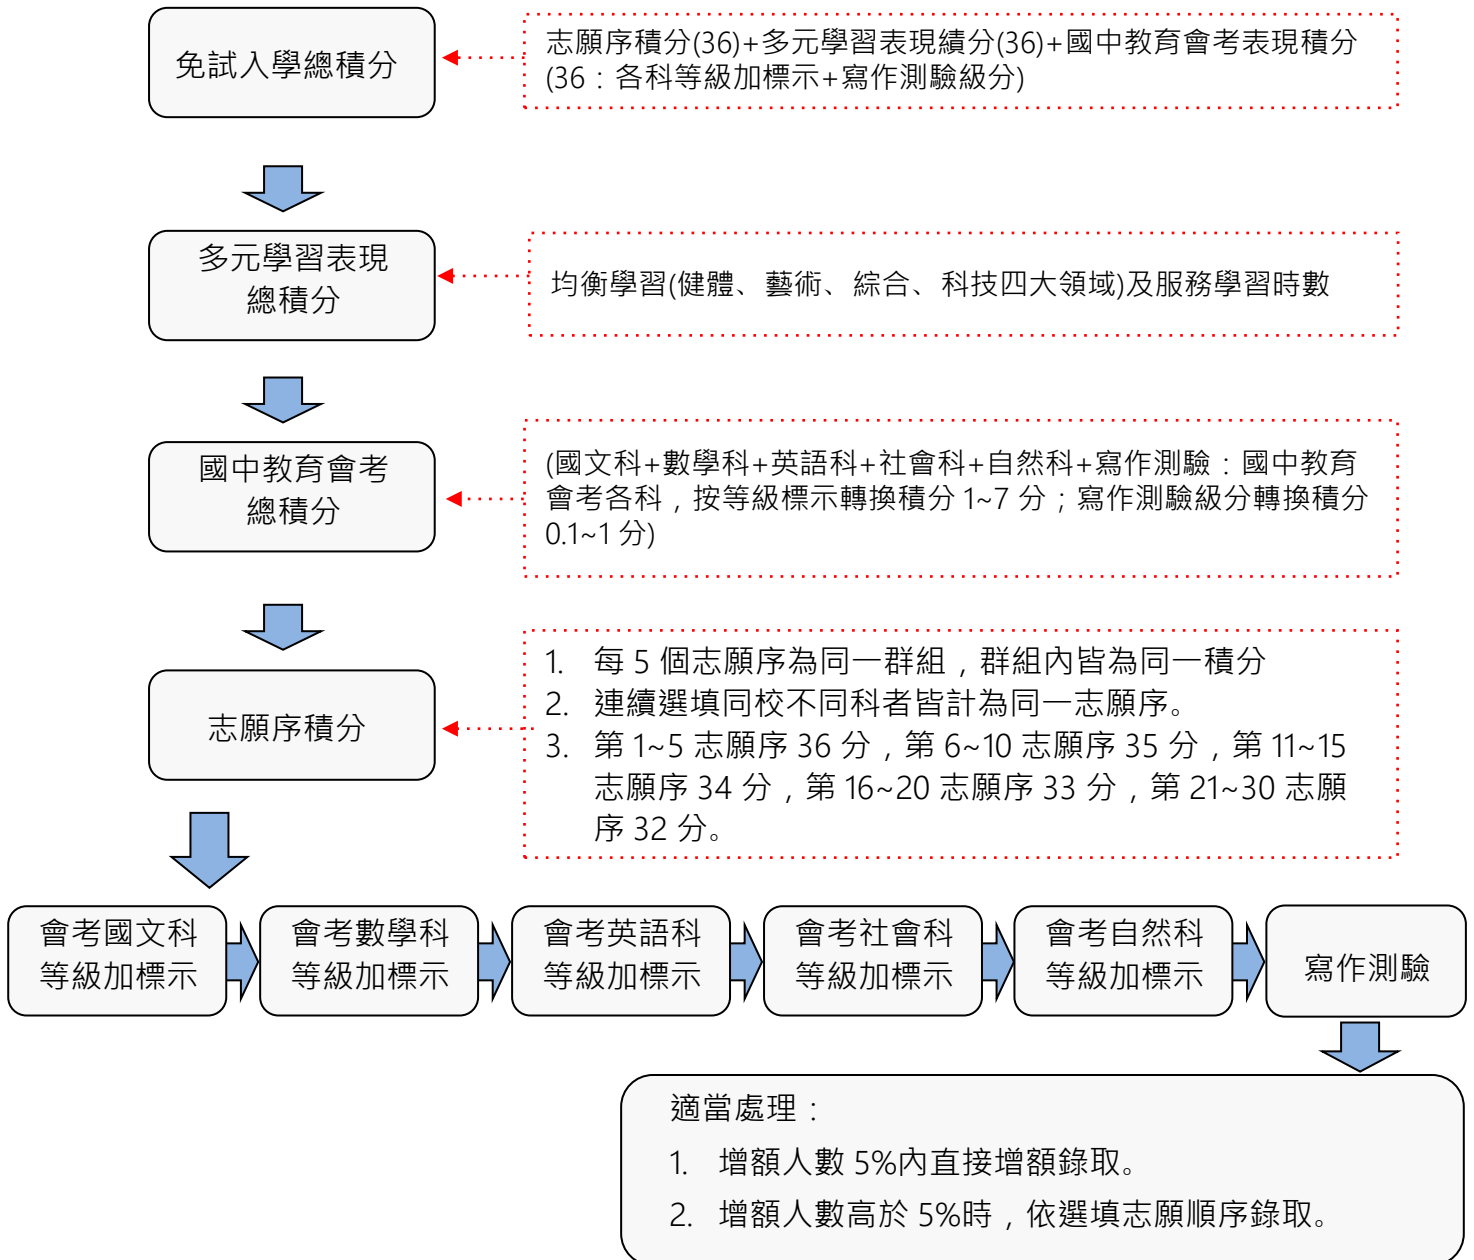 免試入學總積分
志願序積分(36)+多元學習表現績分(36)+國中教育會考表現積分
(36：各科等級加標示+寫作測驗級分)
多元學習表現
總積分
均衡學習(健體、藝術、綜合、科技四大領域)及服務學習時數
國中教育會考
總積分
(國文科+數學科+英語科+社會科+自然科+寫作測驗：國中教育
會考各科，按等級標示轉換積分 1~7 分；寫作測驗級分轉換積分
0.1~1 分)
志願序積分
1. 每 5 個志願序為同一群組，群組內皆為同一積分
2. 連續選填同校不同科者皆計為同一志願序。
3. 第 1~5 志願序 36 分，第 6~10 志願序 35 分，第 11~15
志願序 34 分，第 16~20 志願序 33 分，第 21~30 志願
序 32 分。
會考國文科
等級加標示
會考數學科
等級加標示
會考英語科
等級加標示
會考社會科
等級加標示
會考自然科
等級加標示
寫作測驗
適當處理：
1. 增額人數 5%內直接增額錄取。
2. 增額人數高於 5%時，依選填志願順序錄取。